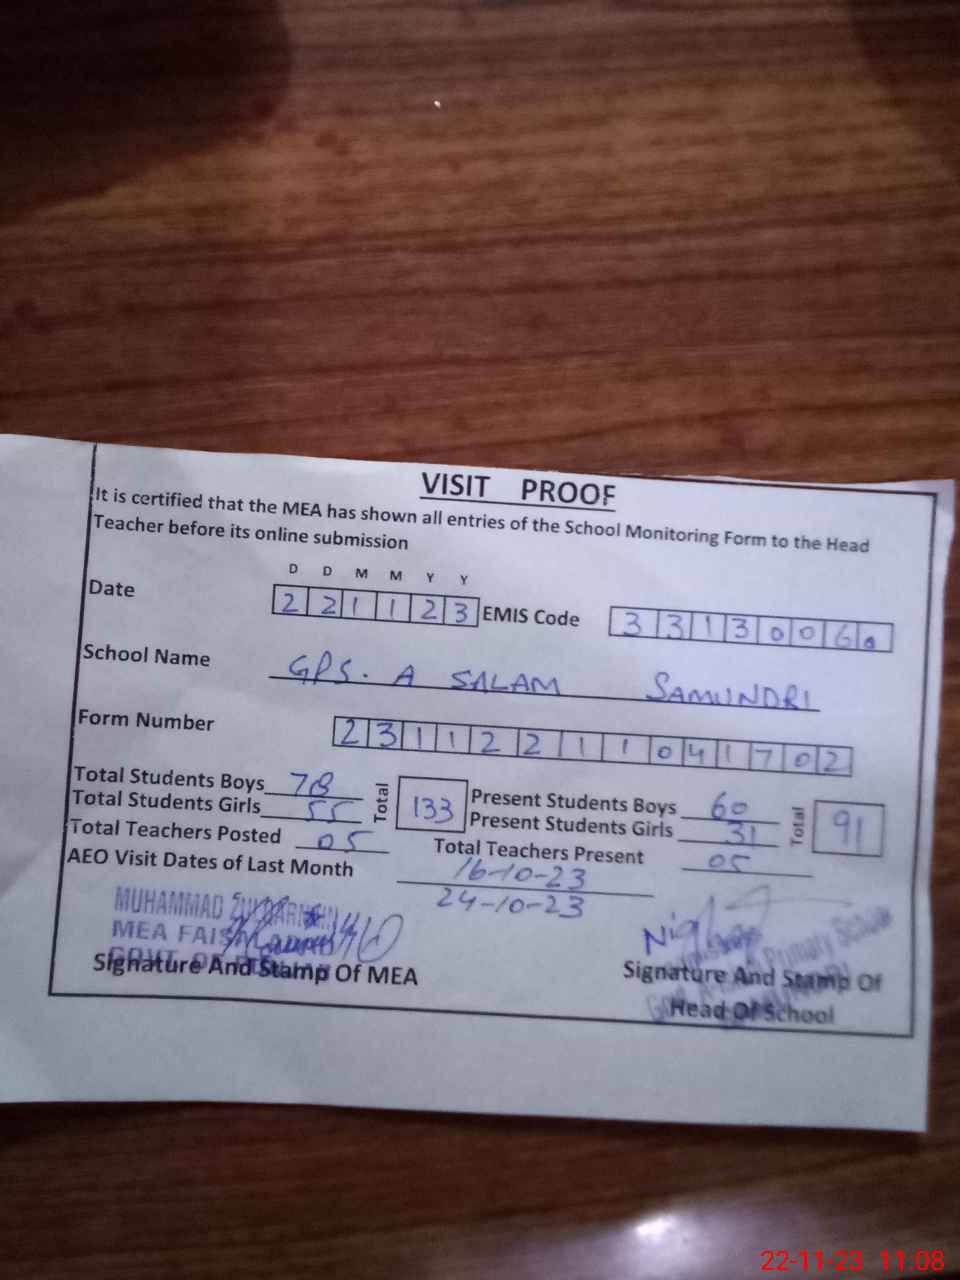 VISIT PROOF
It is certified that the MEA has shown all entries of the School Monitoring Form to the Head
Teacher before its online submission
D D M M Y Y
Date 2 2 1 1 2 3 EMIS Code 3 3 1 3 0 0 6 0
School Name GPS. A SALAM SAMUNDRI
Form Number 2 3 1 1 2 2 1 1 0 4 1 7 0 2
Total Students Boys 78 Total 133 Present Students Boys 60 Total 91
Total Students Girls 55 Present Students Girls 31
Total Teachers Posted 05 Total Teachers Present 05
AEO Visit Dates of Last Month 16-10-23
24-10-23
MUHAMMAD
MEA
Signature And Stamp Of MEA
Primary School
Signature And Stamp Of
Head Of School
22-11-23 11:08